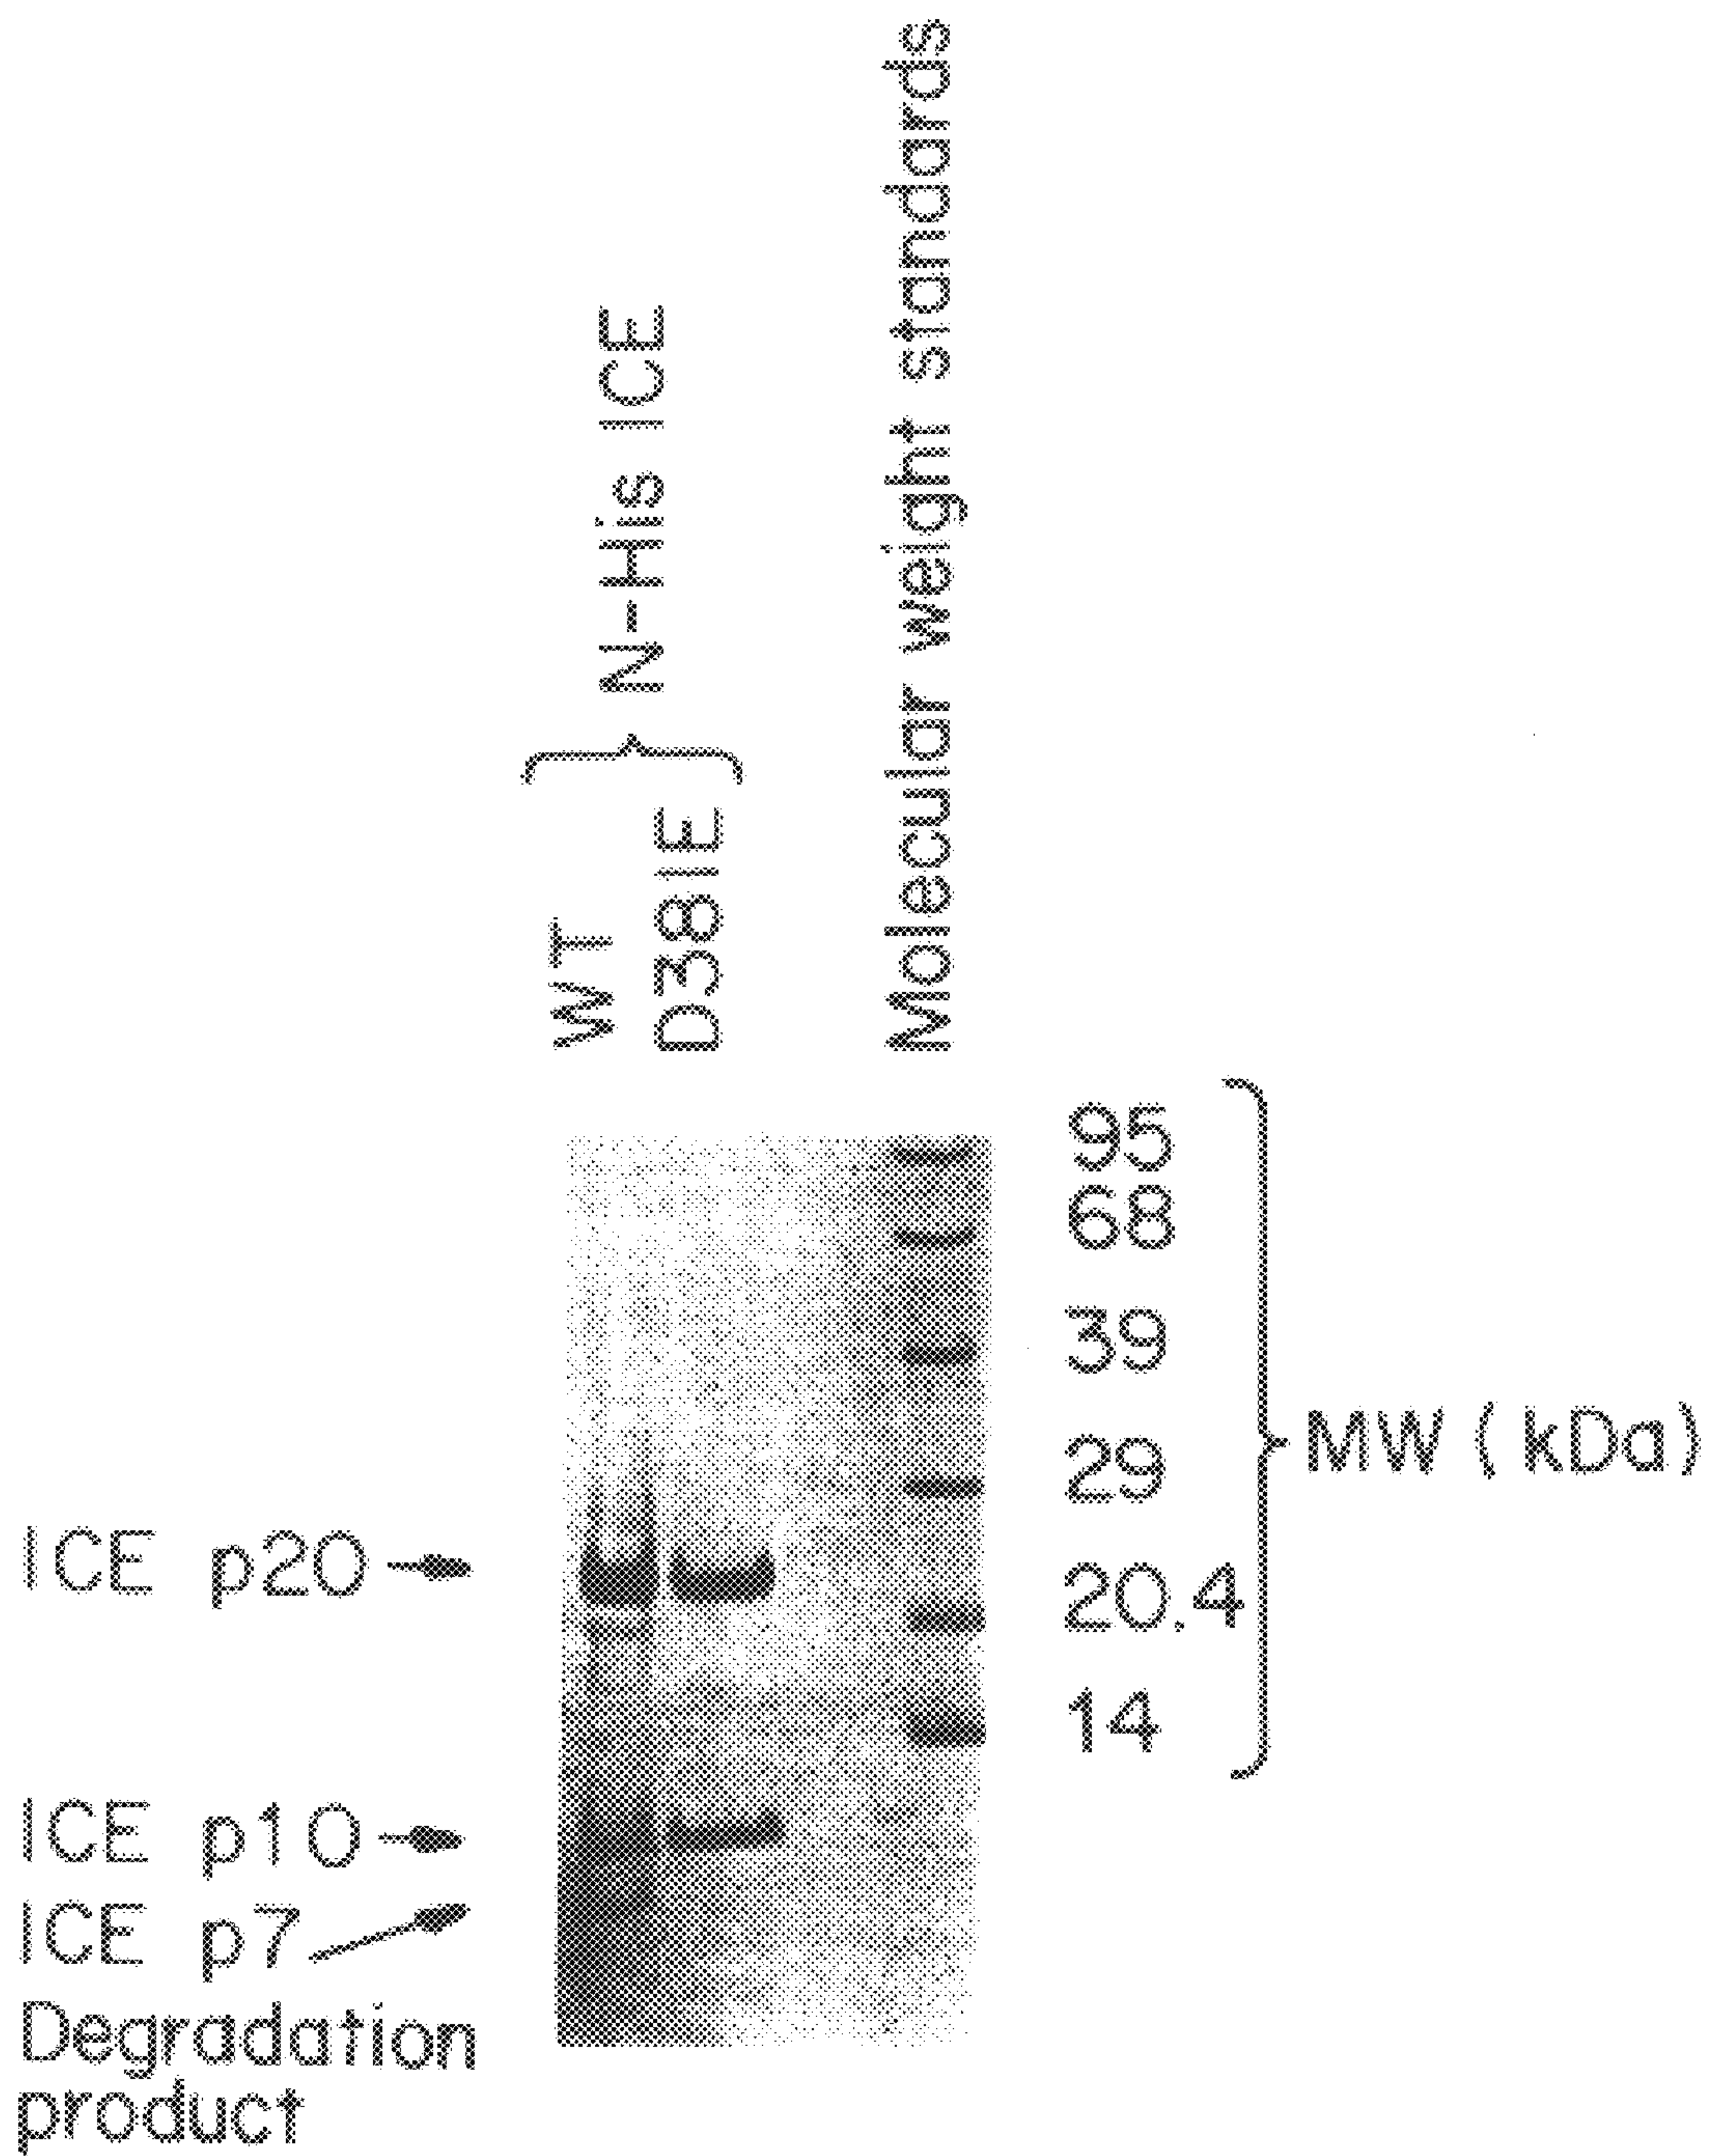 N-His ICE
WT
D381E
Molecular weight standards
95
68
39
29
20.4
14
MW (kDa)
ICE p20
ICE p10
ICE p7
Degradation
product